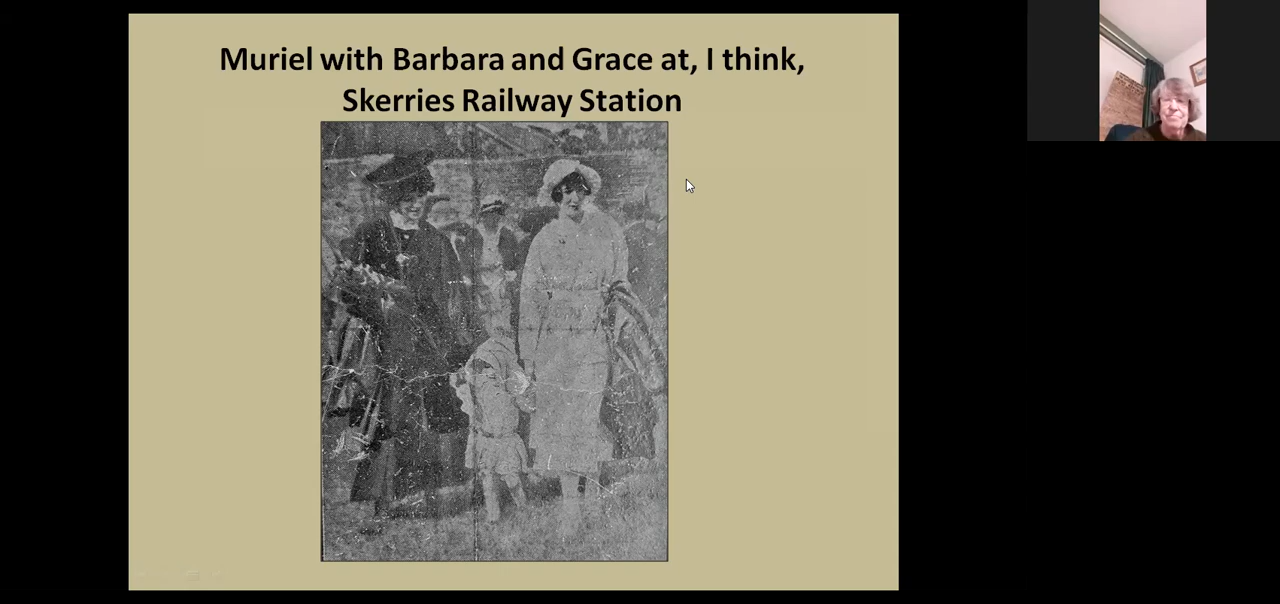 Muriel with Barbara and Grace at, I think,
Skerries Railway Station